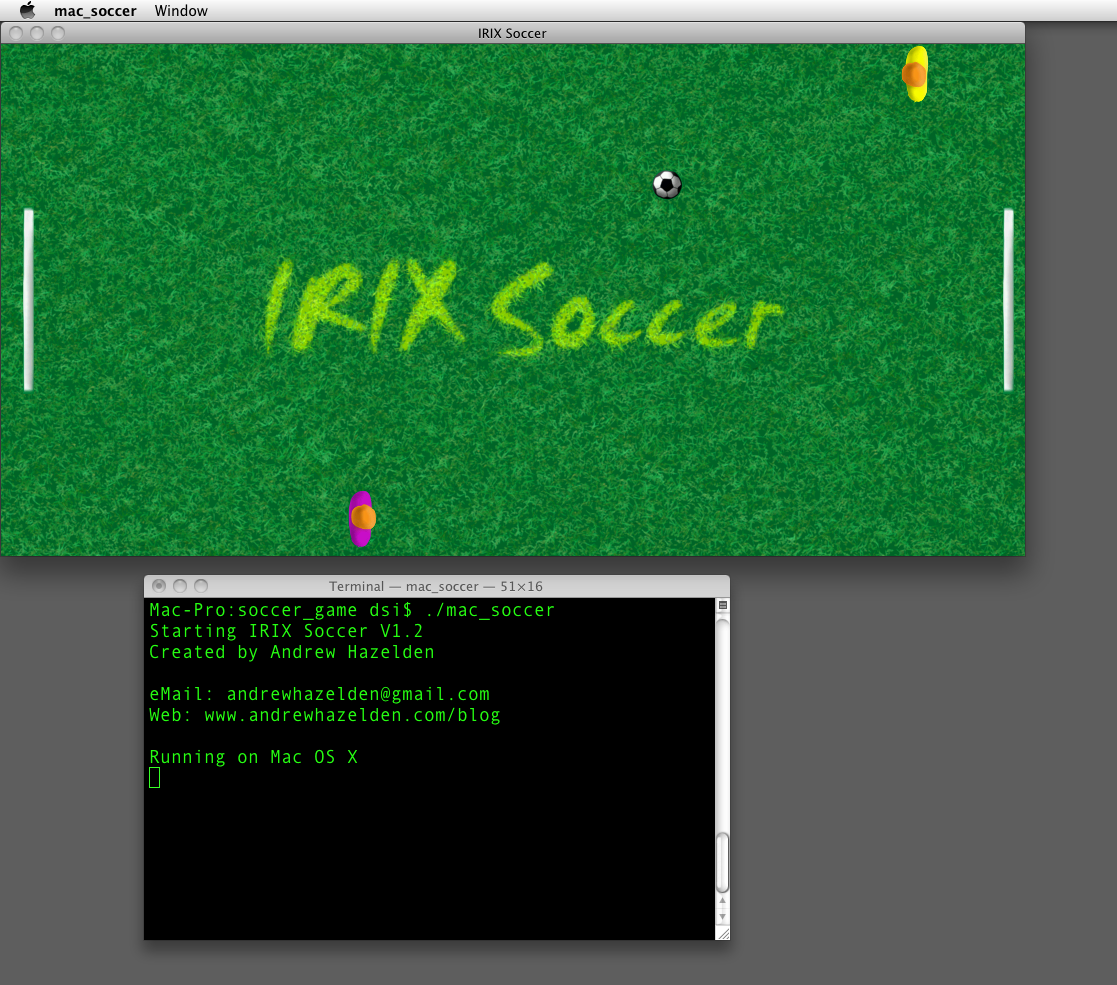 mac_soccer Window
IRIX Soccer
IRIX Soccer
Terminal — mac_soccer — 51×16
Mac-Pro:soccer_game dsi$ ./mac_soccer
Starting IRIX Soccer V1.2
Created by Andrew Hazelden
eMail: andrewhazelden@gmail.com
Web: www.andrewhazelden.com/blog
Running on Mac OS X